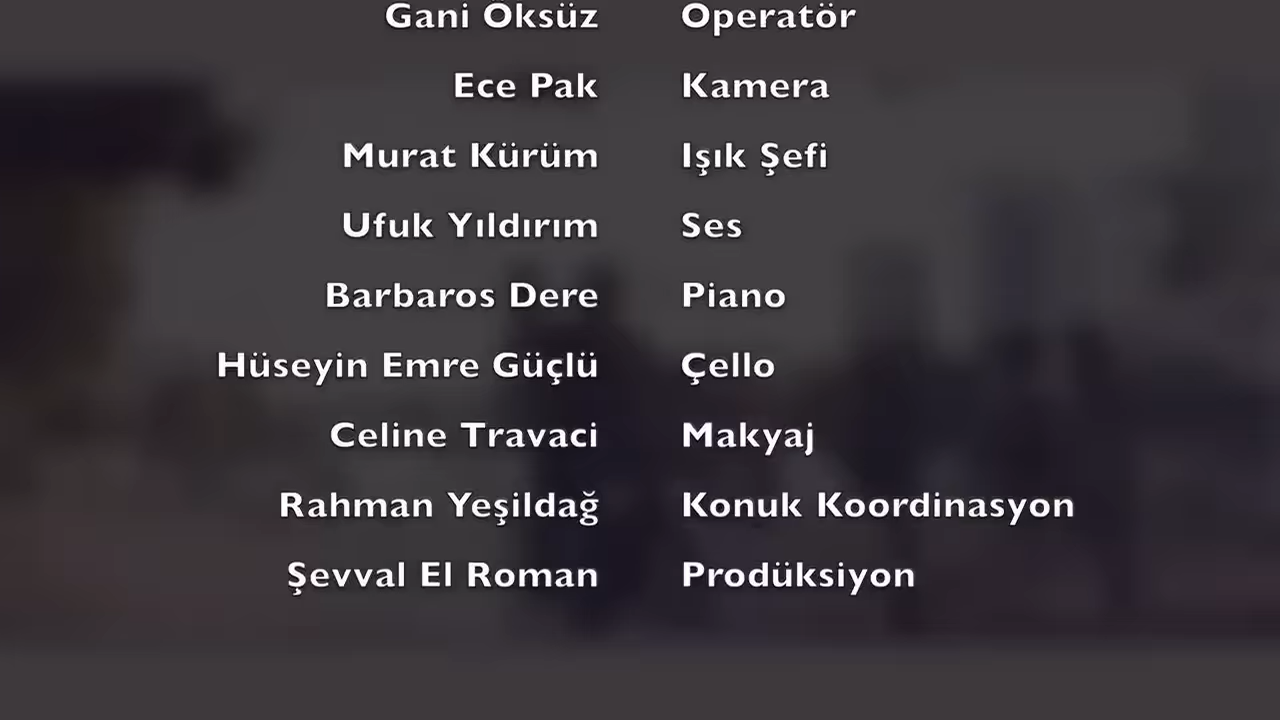 Gani Öksüz Operatör
Ece Pak Kamera
Murat Kürüm Işık Şefi
Ufuk Yıldırım Ses
Barbaros Dere Piano
Hüseyin Emre Güçlü Çello
Celine Travaci Makyaj
Rahman Yeşildağ Konuk Koordinasyon
Şevval El Roman Prodüksiyon